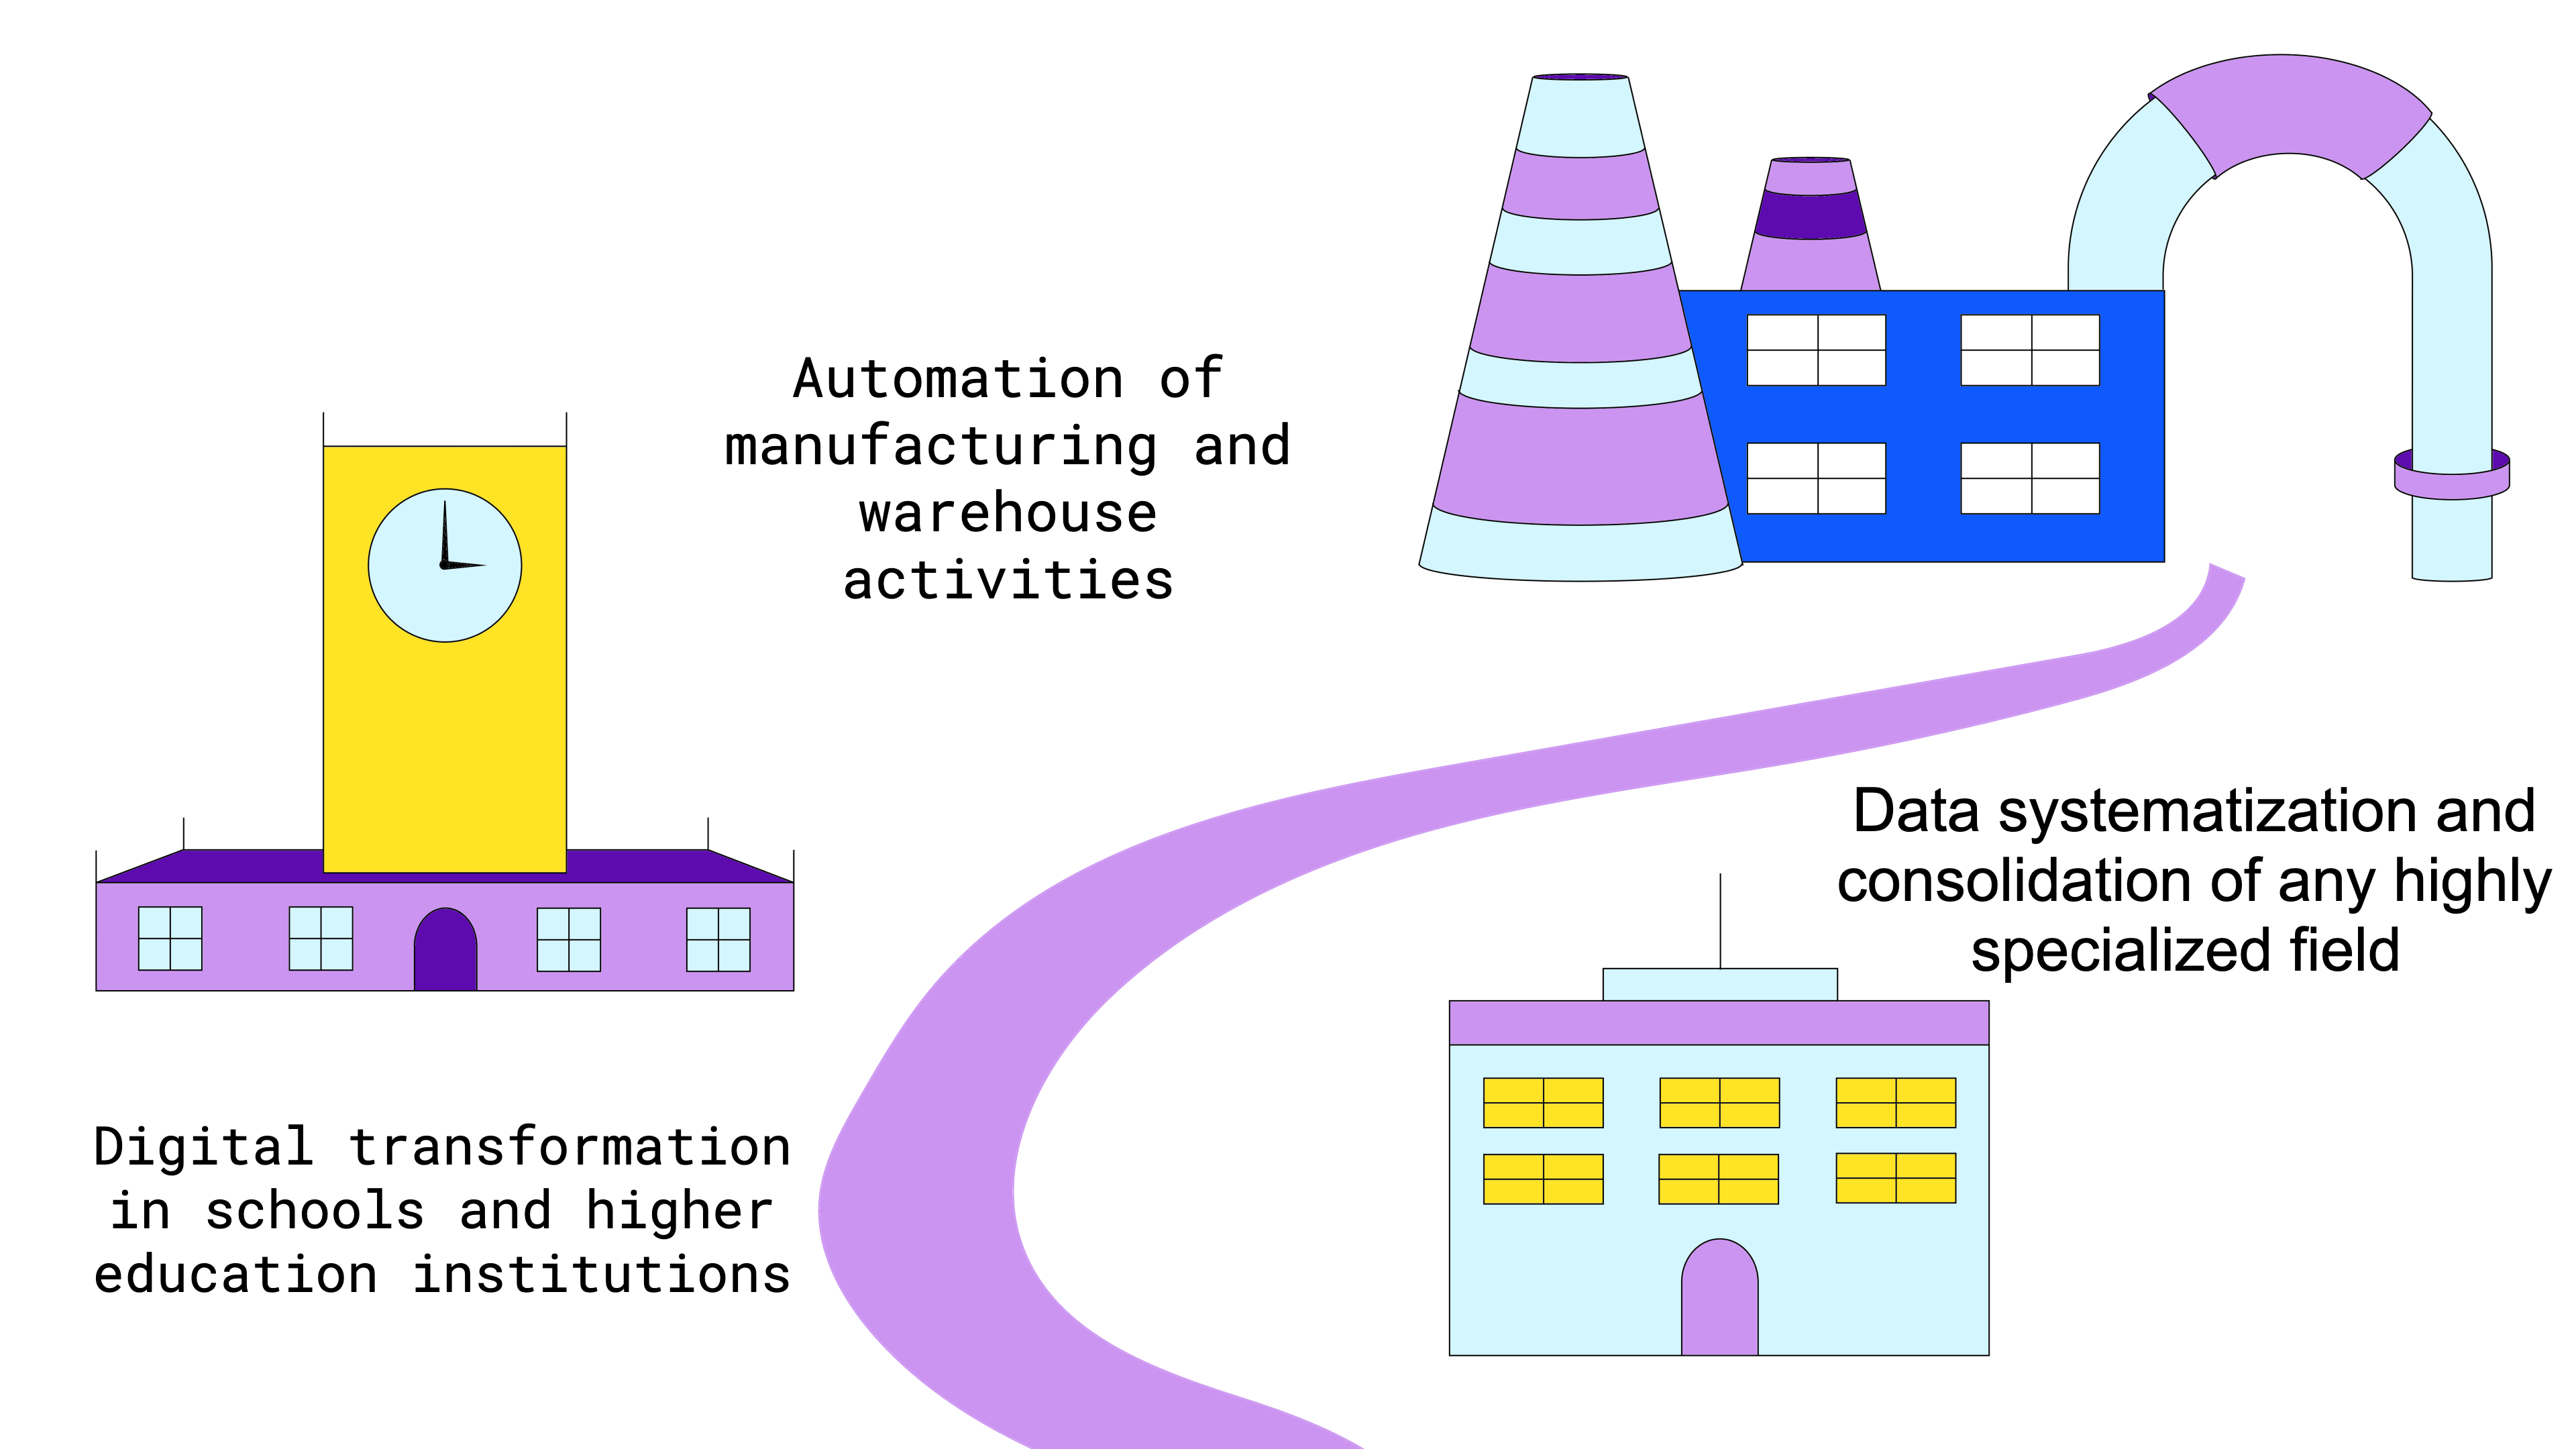 Automation of
manufacturing and
warehouse
activities
Data systematization and
consolidation of any highly
specialized field
Digital transformation
in schools and higher
education institutions